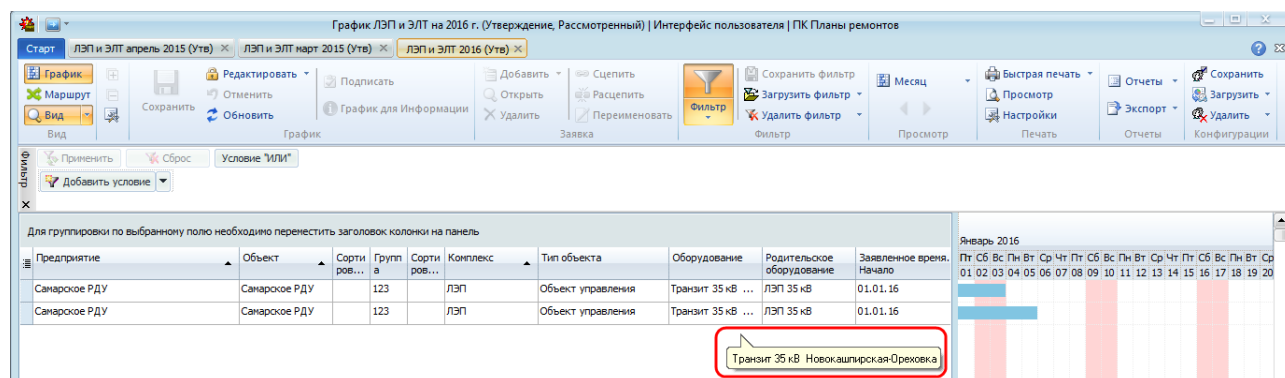 График ЛЭП и ЭЛТ на 2016 г. (Утверждение, Рассмотренный) | Интерфейс пользователя | ПК Планы ремонтов
Старт ЛЭП и ЭЛТ апрель 2015 (Утв) ЛЭП и ЭЛТ март 2015 (Утв) ЛЭП и ЭЛТ 2016 (Утв)
График Редактировать Подписать Добавить Сцепить Сохранить фильтр Месяц Быстрая печать Отчеты Сохранить
Маршрут Сохранить Отменить График для Информации Открыть Расцепить Фильтр Загрузить фильтр Просмотр Экспорт Загрузить
Вид Обновить Удалить Переименовать Удалить фильтр Настройки Удалить
Вид График Заявка Фильтр Просмотр Печать Отчеты Конфигурации
Фильтр
Применить Сброс Условие "ИЛИ"
Добавить условие
Для группировки по выбранному полю необходимо переместить заголовок колонки на панель
Январь 2016
Предприятие Объект Сорти ров... Групп а Сорти ров... Комплекс Тип объекта Оборудование Родительское оборудование Заявленное время. Начало
Пт Сб Вс Пн Вт Ср Чт Пт Сб Вс Пн Вт Ср Чт Пт Сб Вс Пн Вт Ср
01 02 03 04 05 06 07 08 09 10 11 12 13 14 15 16 17 18 19 20
Самарское РДУ Самарское РДУ 123 ЛЭП Объект управления Транзит 35 кВ ... ЛЭП 35 кВ 01.01.16
Самарское РДУ Самарское РДУ 123 ЛЭП Объект управления Транзит 35 кВ ... ЛЭП 35 кВ 01.01.16
Транзит 35 кВ Новокашпирская-Ореховка